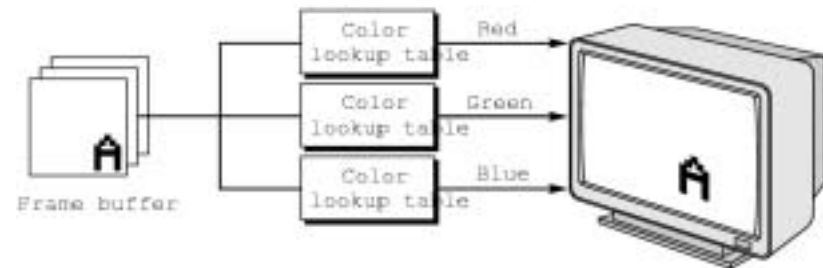 Color
lookup table
Red
Color
lookup table
Green
Color
lookup table
Blue
A
Frame buffer
A